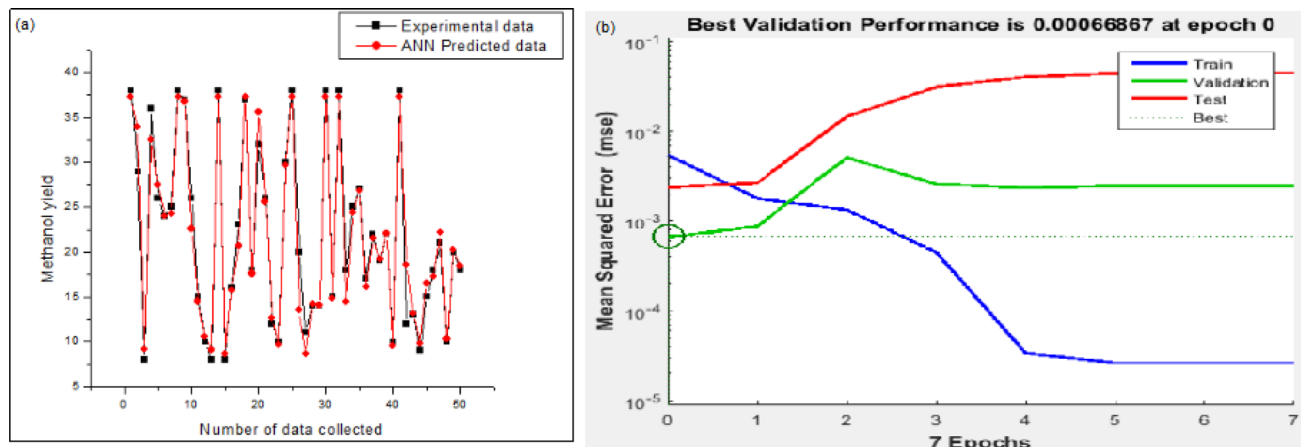 (a)
Experimental data
ANN Predicted data
Methanol yield
40
35
30
25
20
15
10
5
0
10
20
30
40
50
Number of data collected
(b)
Best Validation Performance is 0.00066867 at epoch 0
Train
Validation
Test
Best
Mean Squared Error (mse)
10-1
10-2
10-3
10-4
10-5
0
1
2
3
4
5
6
7
7 Epochs